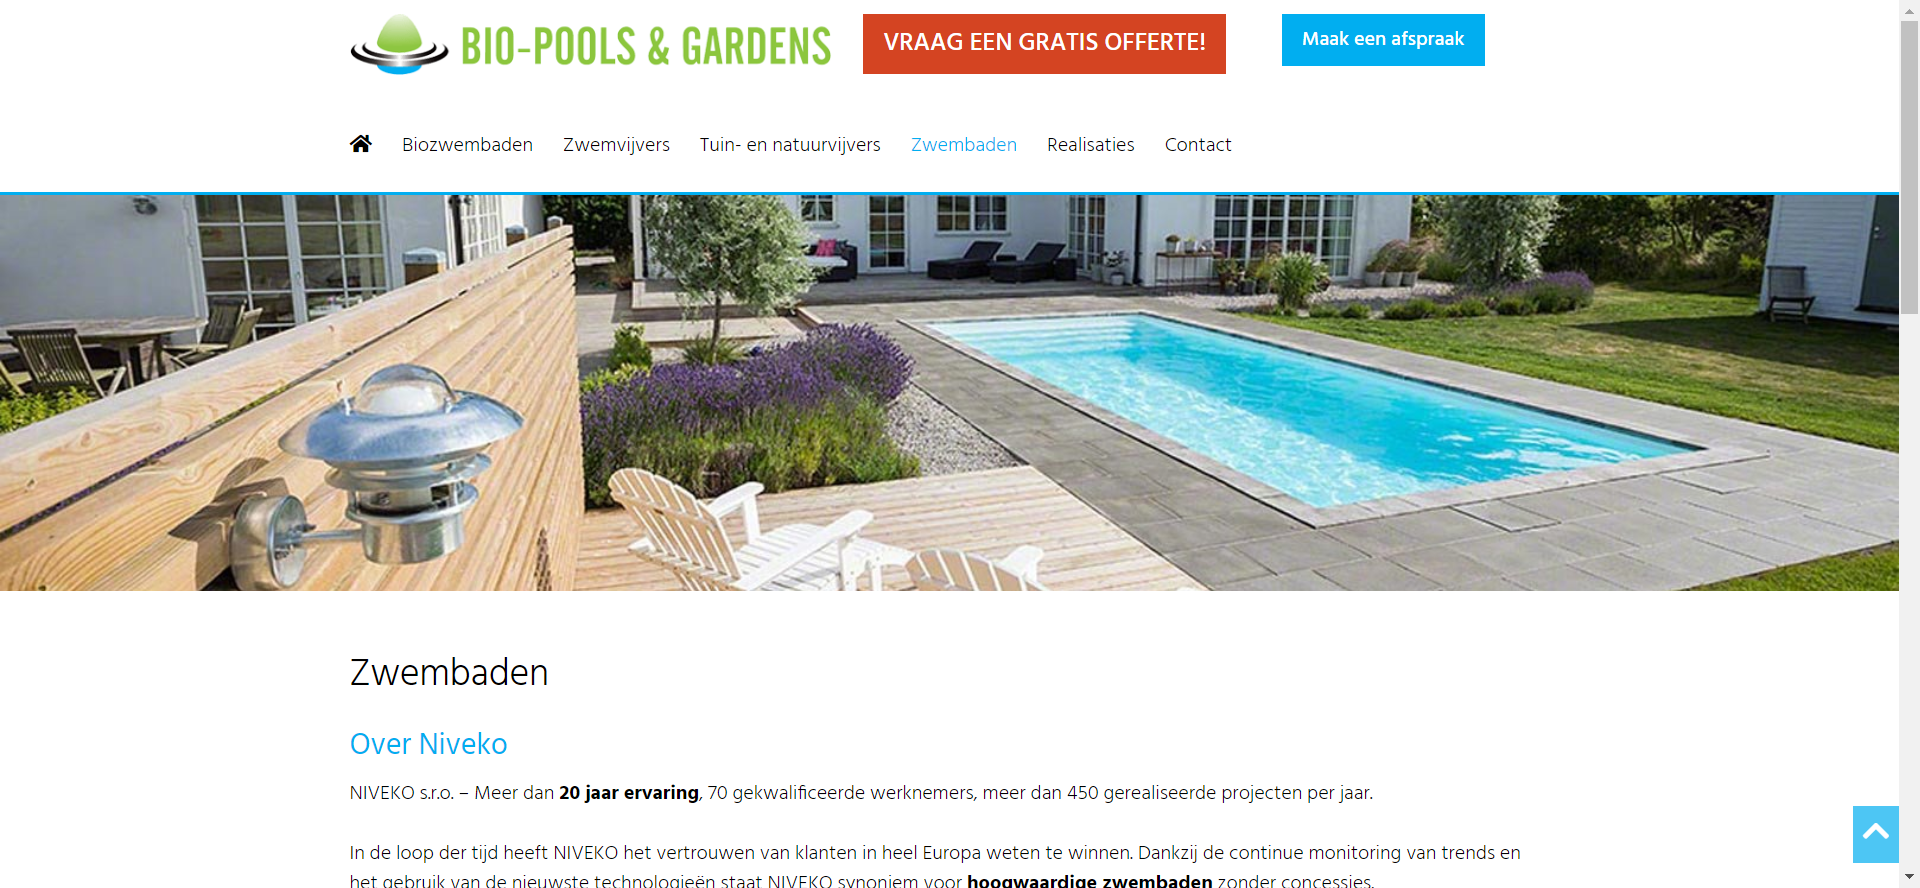 BIO-POOLS & GARDENS
VRAAG EEN GRATIS OFFERTE!
Maak een afspraak
Biozwembaden
Zwemvijvers
Tuin- en natuurvijvers
Zwembaden
Realisaties
Contact
Zwembaden
Over Niveko
NIVEKO s.r.o. – Meer dan 20 jaar ervaring, 70 gekwalificeerde werknemers, meer dan 450 gerealiseerde projecten per jaar.
In de loop der tijd heeft NIVEKO het vertrouwen van klanten in heel Europa weten te winnen. Dankzij de continue monitoring van trends en
het gebruik van de nieuwste technologieën staat NIVEKO synoniem voor hoogwaardige zwembaden zonder concessies.